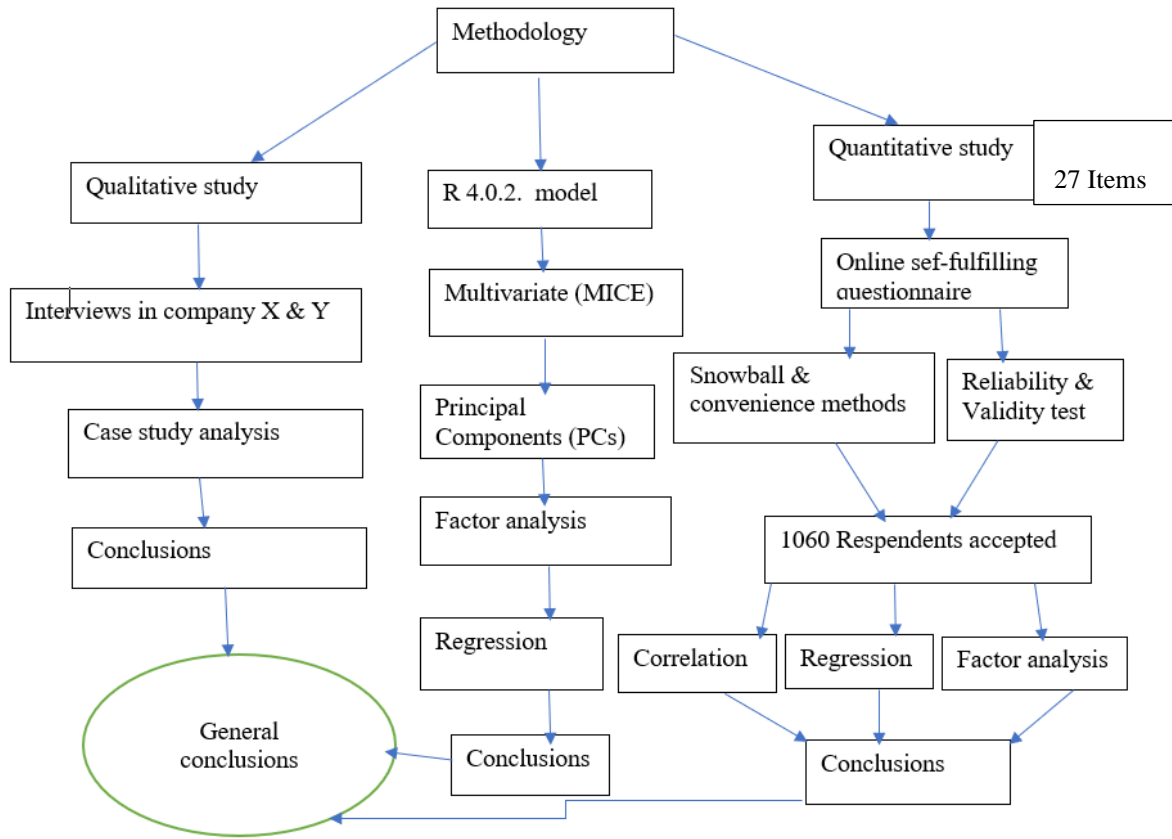 Methodology
Qualitative study
R 4.0.2. model
Quantitative study
27 Items
Interviews in company X & Y
Multivariate (MICE)
Online sef-fulfilling
questionnaire
Case study analysis
Principal
Components (PCs)
Snowball &
convenience methods
Reliability &
Validity test
Conclusions
Factor analysis
1060 Respendents accepted
Regression
Correlation
Regression
Factor analysis
General
conclusions
Conclusions
Conclusions